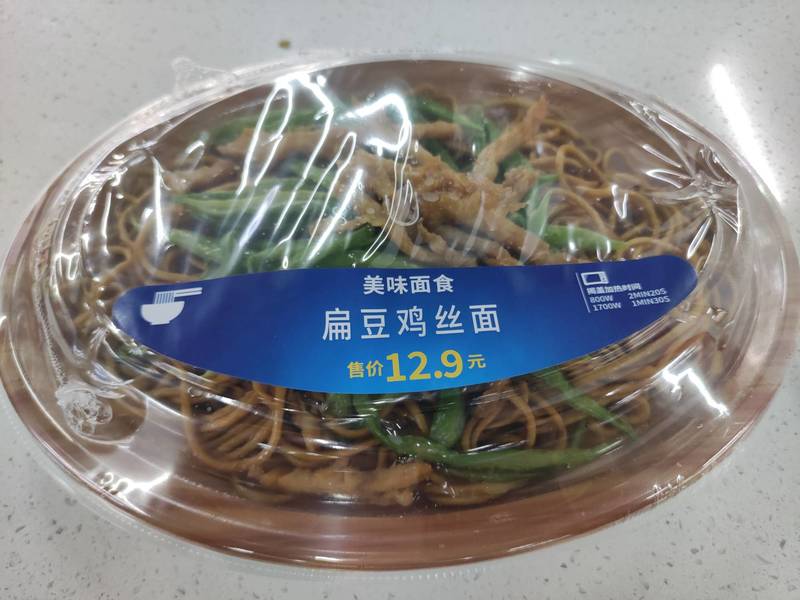 美味面食
扁豆鸡丝面
售价12.9元
揭盖加热时间
800W 2MIN20S
1700W 1MIN30S